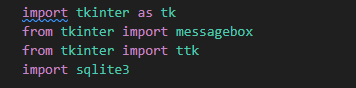 import tkinter as tk
from tkinter import messagebox
from tkinter import ttk
import sqlite3